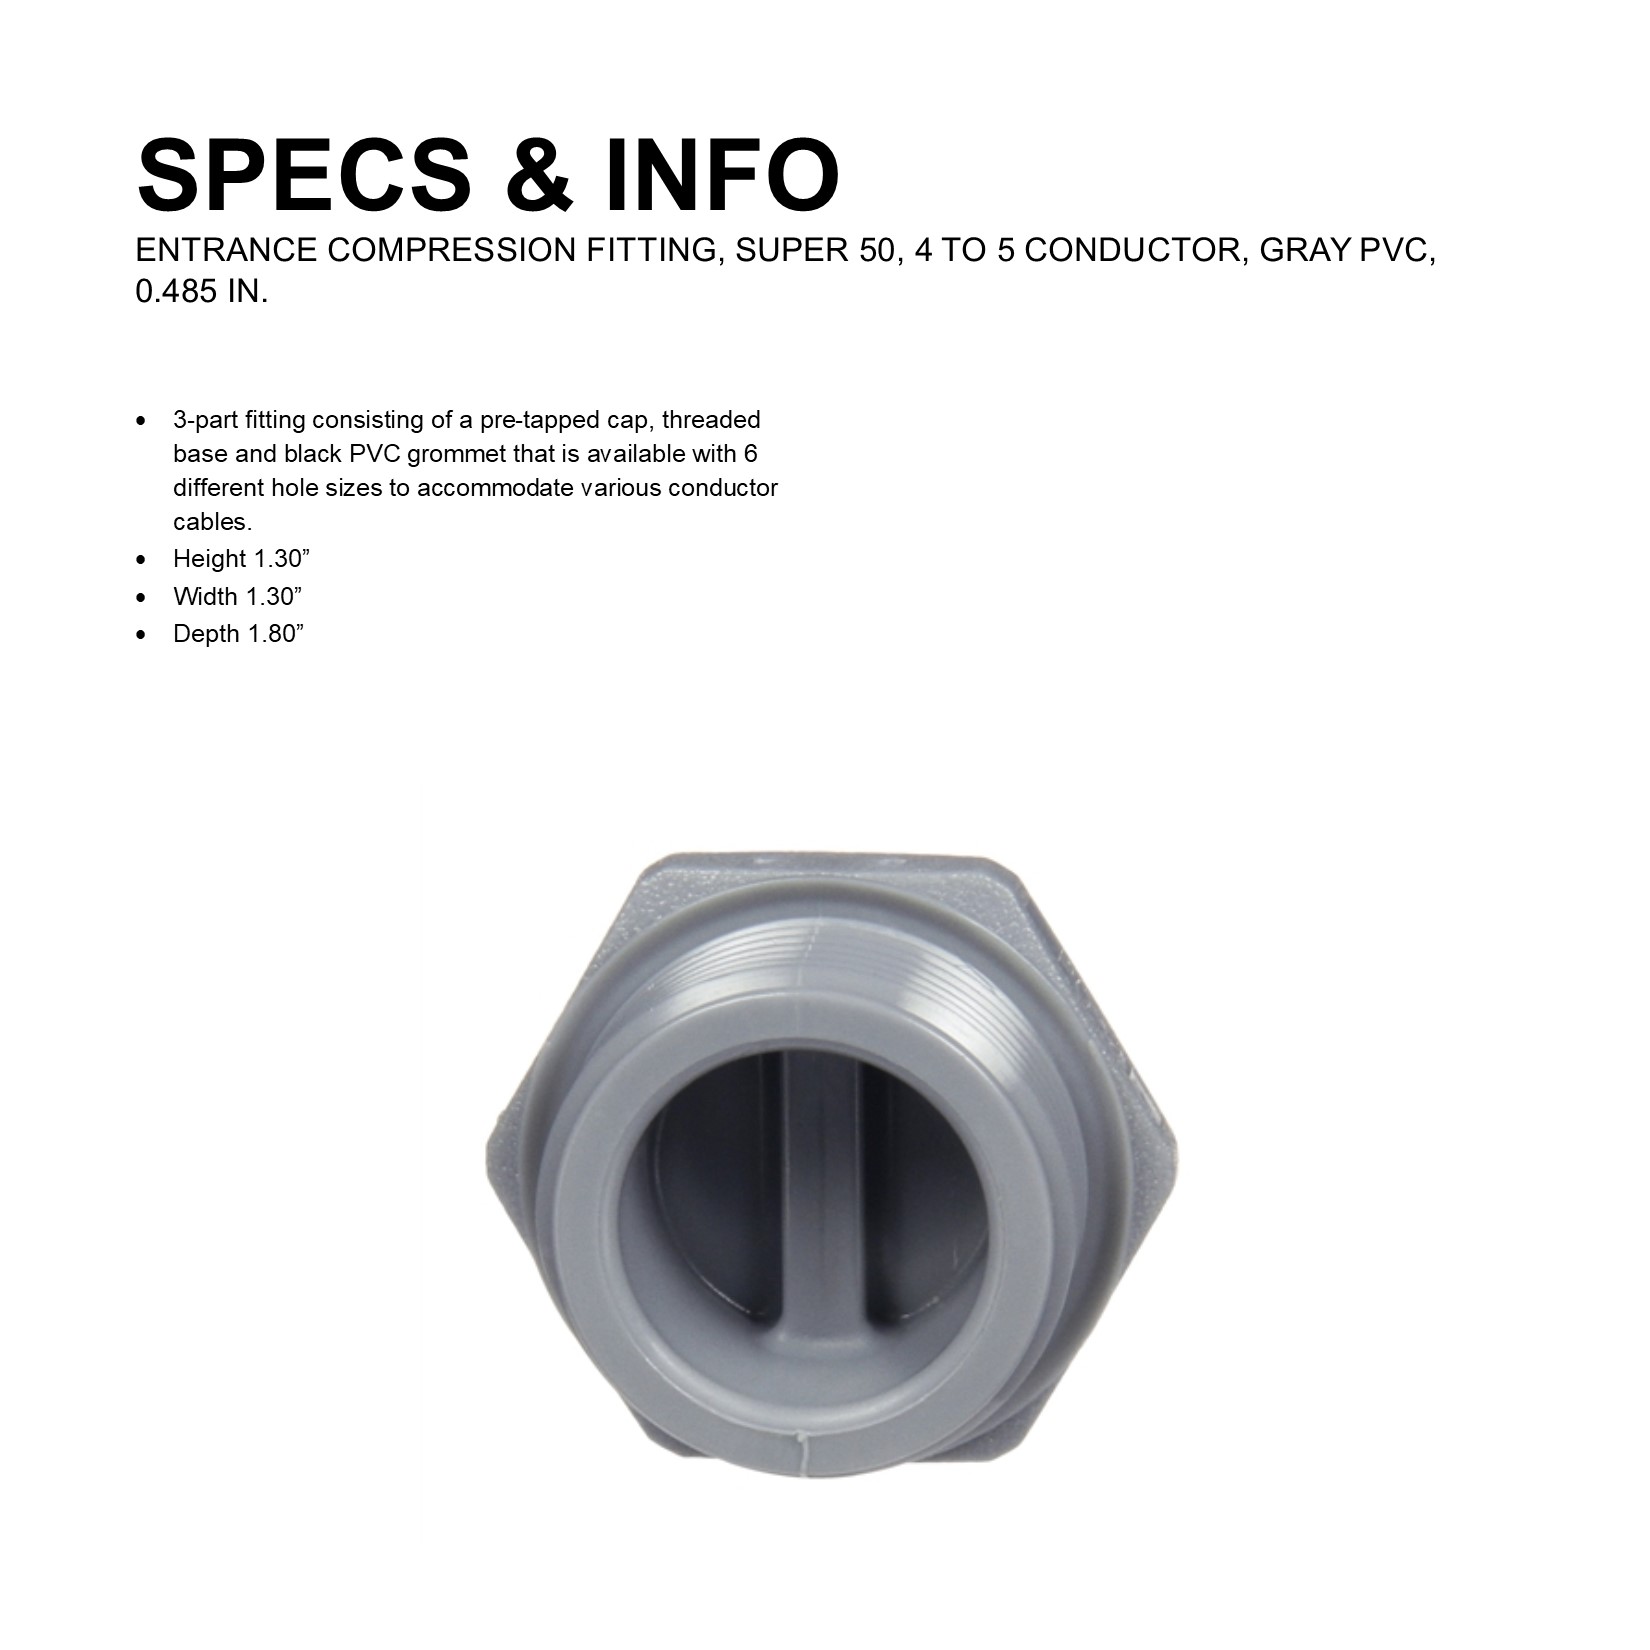 SPECS & INFO
ENTRANCE COMPRESSION FITTING, SUPER 50, 4 TO 5 CONDUCTOR, GRAY PVC,
0.485 IN.
• 3-part fitting consisting of a pre-tapped cap, threaded
base and black PVC grommet that is available with 6
different hole sizes to accommodate various conductor
cables.
• Height 1.30”
• Width 1.30”
• Depth 1.80”